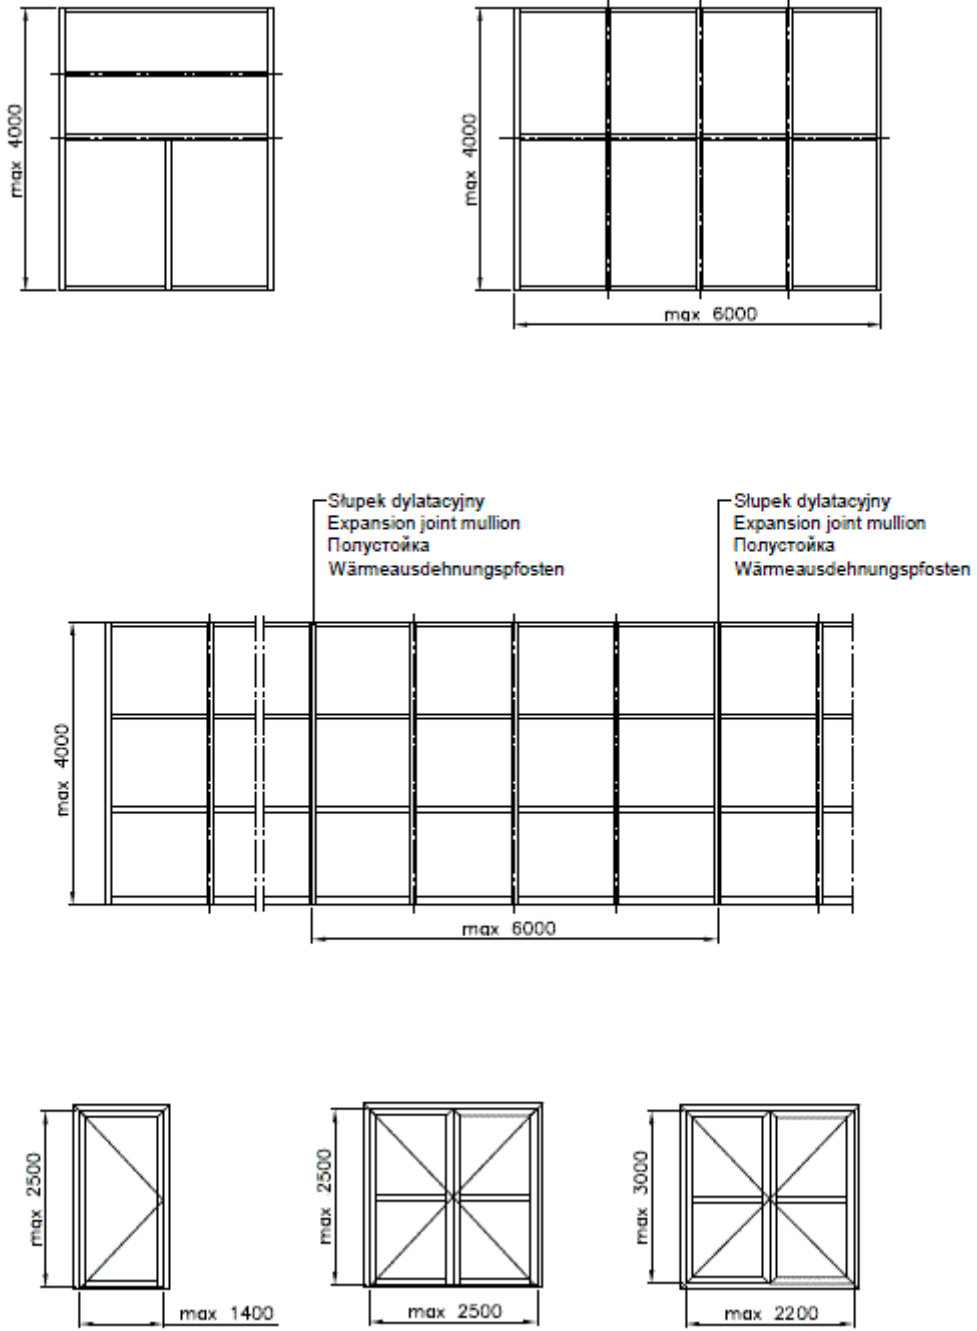 max 4000
max 4000
max 6000
Słupek dylatacyjny
Expansion joint mullion
Полустойка
Wärmeausdehnungspfosten
Słupek dylatacyjny
Expansion joint mullion
Полустойка
Wärmeausdehnungspfosten
max 4000
max 6000
max 2500
max 1400
max 2500
max 2500
max 3000
max 2200